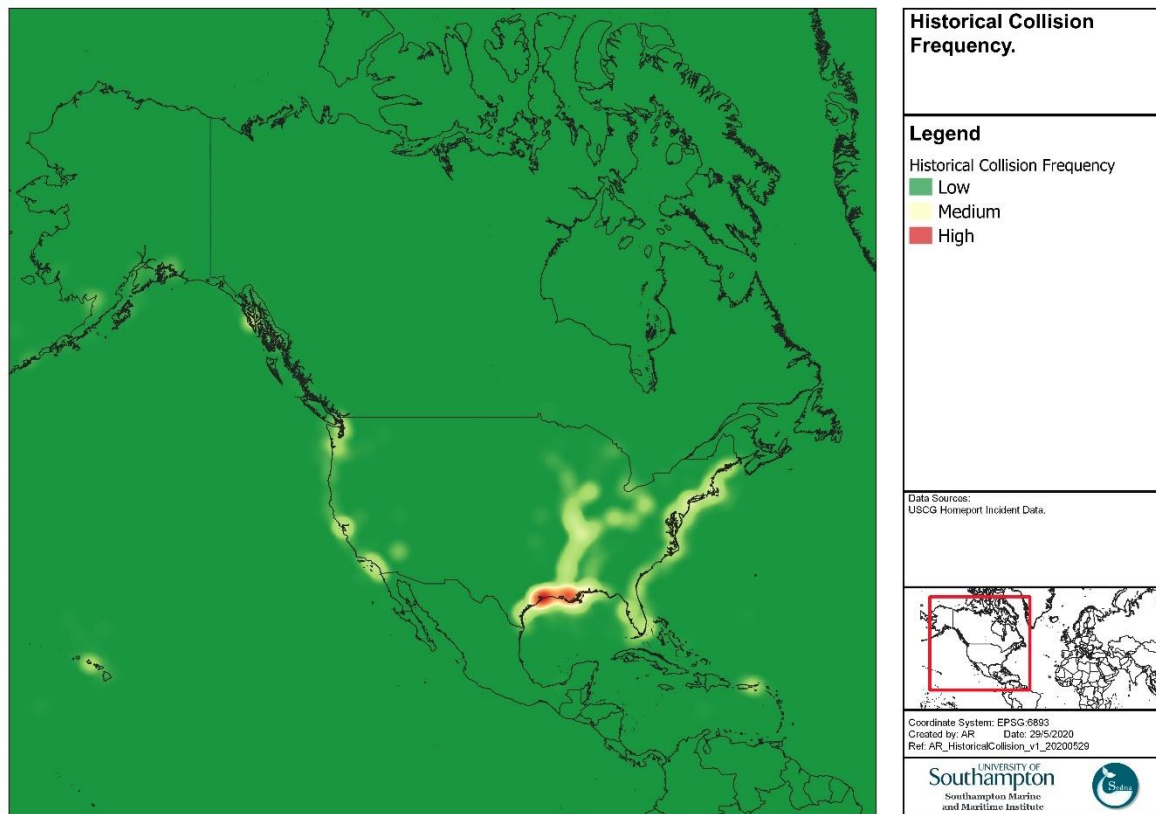 Historical Collision
Frequency.
Legend
Historical Collision Frequency
Low
Medium
High
Data Sources:
USCG Homeport Incident Data.
Coordinate System: EPSG:6893
Created by: AR Date: 29/5/2020
Ref: AR_HistoricalCollision_v1_20200529
UNIVERSITY OF
Southampton
Southampton Marine
and Maritime Institute
Sedna